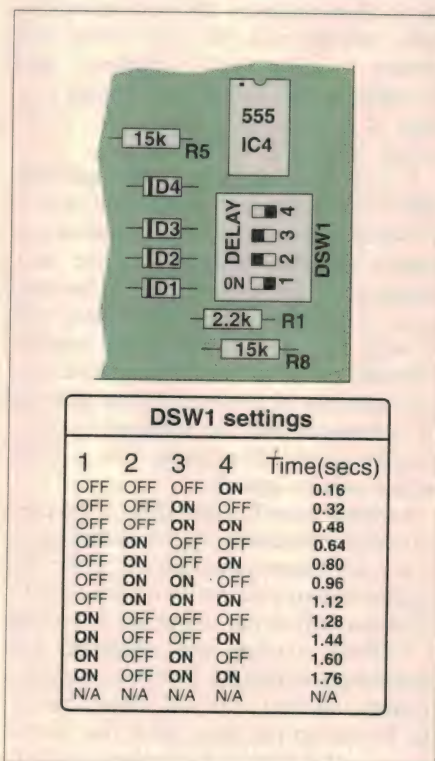 555
IC4
15k
R5
D4
D3
D2
D1
DELAY
ON
4
3
2
1
DSW1
2.2k
R1
15k
R8
DSW1 settings
1 2 3 4 Time(secs)
OFF OFF OFF ON 0.16
OFF OFF ON OFF 0.32
OFF OFF ON ON 0.48
OFF ON OFF OFF 0.64
OFF ON OFF ON 0.80
OFF ON ON OFF 0.96
OFF ON ON ON 1.12
ON OFF OFF OFF 1.28
ON OFF OFF ON 1.44
ON OFF ON OFF 1.60
ON OFF ON ON 1.76
N/A N/A N/A N/A N/A